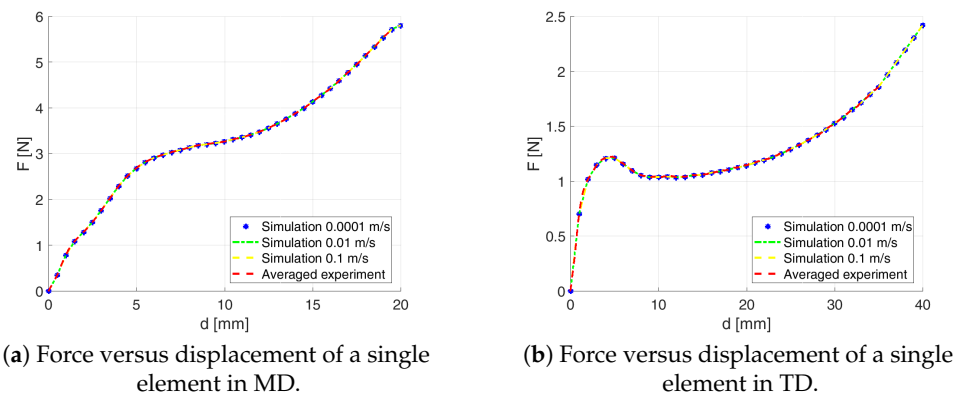 6
5
4
3
2
1
0
F [N]
0 5 10 15 20
d [mm]
Simulation 0.0001 m/s
Simulation 0.01 m/s
Simulation 0.1 m/s
Averaged experiment
(a) Force versus displacement of a single
element in MD.
2.5
2
1.5
1
0.5
0
F [N]
0 10 20 30 40
d [mm]
Simulation 0.0001 m/s
Simulation 0.01 m/s
Simulation 0.1 m/s
Averaged experiment
(b) Force versus displacement of a single
element in TD.